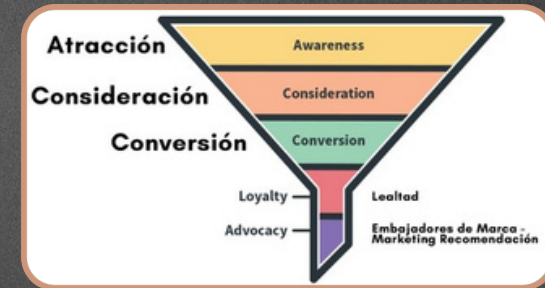 Atracción Awareness
Consideración Consideration
Conversión Conversion
Loyalty Lealtad
Advocacy Embajadores de Marca -
Marketing Recomendación